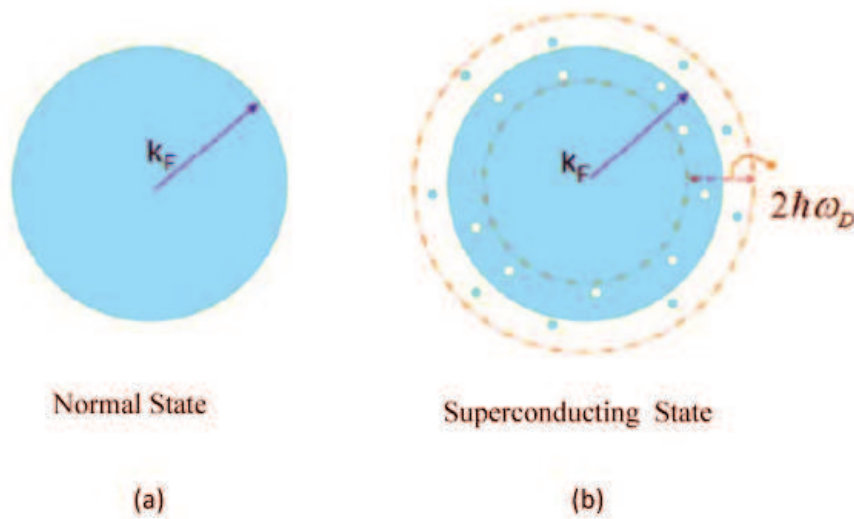 k_F
k_F
2ħω_D
Normal State
Superconducting State
(a)
(b)